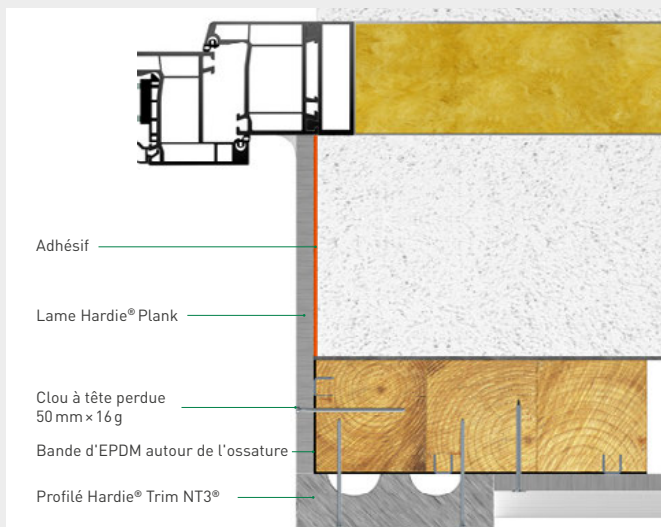 Adhésif
Lame Hardie® Plank
Clou à tête perdue
50 mm × 16 g
Bande d'EPDM autour de l'ossature
Profilé Hardie® Trim NT3®